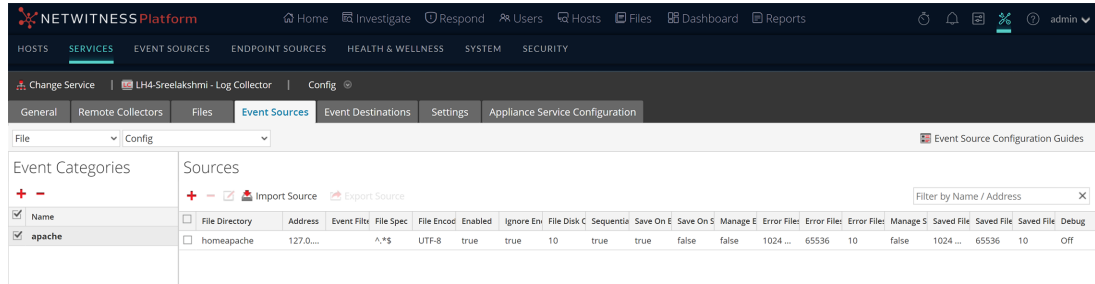 NETWITNESS Platform Home Investigate Respond Users Hosts Files Dashboard Reports admin
HOSTS SERVICES EVENT SOURCES ENDPOINT SOURCES HEALTH & WELLNESS SYSTEM SECURITY
Change Service | LH4-Sreelakshmi - Log Collector | Config
General Remote Collectors Files Event Sources Event Destinations Settings Appliance Service Configuration
File Config Event Source Configuration Guides
Event Categories Sources
Import Source Export Source Filter by Name / Address
Name File Directory Address Event Filte File Spec File Encod Enabled Ignore En File Disk Q Sequentia Save On E Save On S Manage E Error Files Error Files Error Files Manage S Saved File Saved File Saved File Debug
apache homeapache 127.0.... ^.*$ UTF-8 true true 10 true true false false 1024 ... 65536 10 false 1024 ... 65536 10 Off